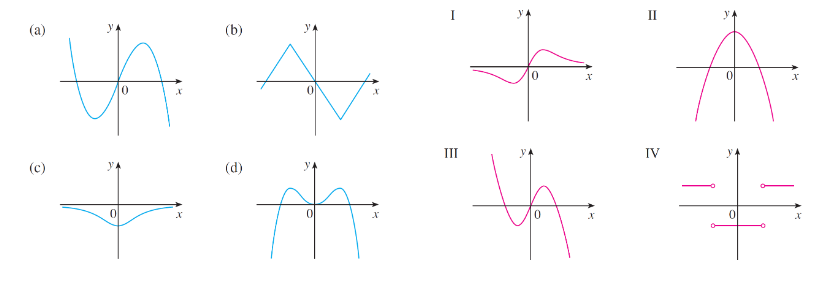 (a) y 0 x
(b) y 0 x
I y 0 x
II y 0 x
(c) y 0 x
(d) y 0 x
III y 0 x
IV y 0 x